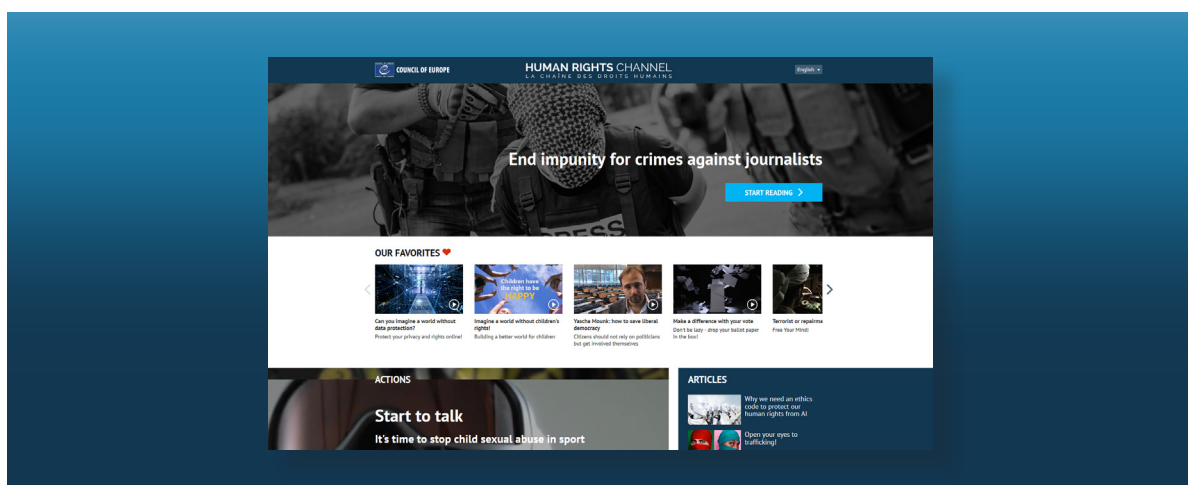 COUNCIL OF EUROPE
HUMAN RIGHTS CHANNEL
LA CHAÎNE DES DROITS HUMAINS
English
End impunity for crimes against journalists
START READING
PRESS
OUR FAVORITES
Children have
the right to be
HAPPY
Can you imagine a world without
data protection?
Protect your privacy and rights online!
Imagine a world without children's
rights!
Building a better world for children
Yascha Mounk: how to save liberal
democracy
Citizens should not rely on politicians
but get involved themselves
Make a difference with your vote
Don't be lazy - drop your ballot paper
in the box!
Terrorist or repairma
Free Your Mind!
ACTIONS
Start to talk
It's time to stop child sexual abuse in sport
ARTICLES
Why we need an ethics
code to protect our
human rights from AI
Open your eyes to
trafficking!